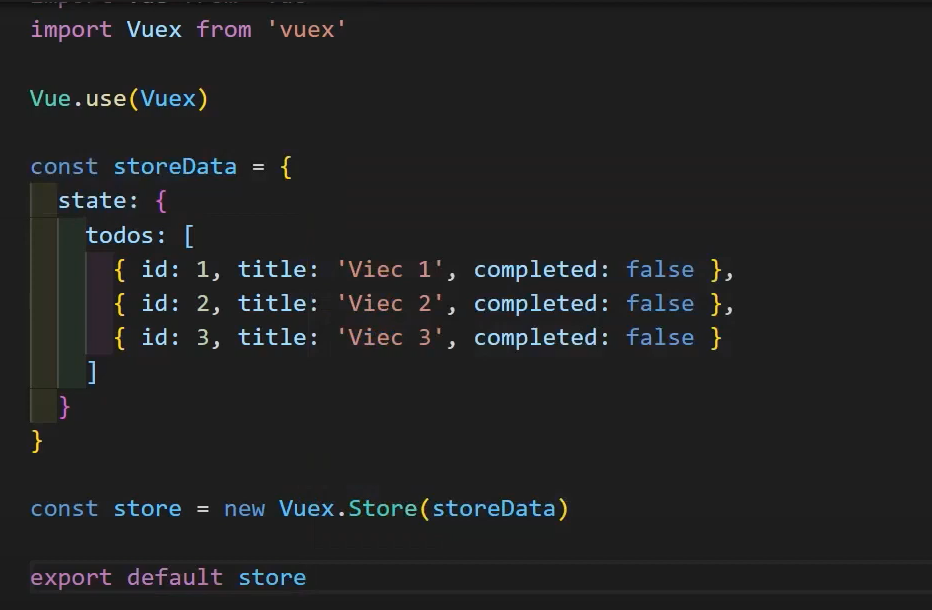 import Vuex from 'vuex'
Vue.use(Vuex)
const storeData = {
state: {
todos: [
{ id: 1, title: 'Viec 1', completed: false },
{ id: 2, title: 'Viec 2', completed: false },
{ id: 3, title: 'Viec 3', completed: false }
]
}
}
const store = new Vuex.Store(storeData)
export default store